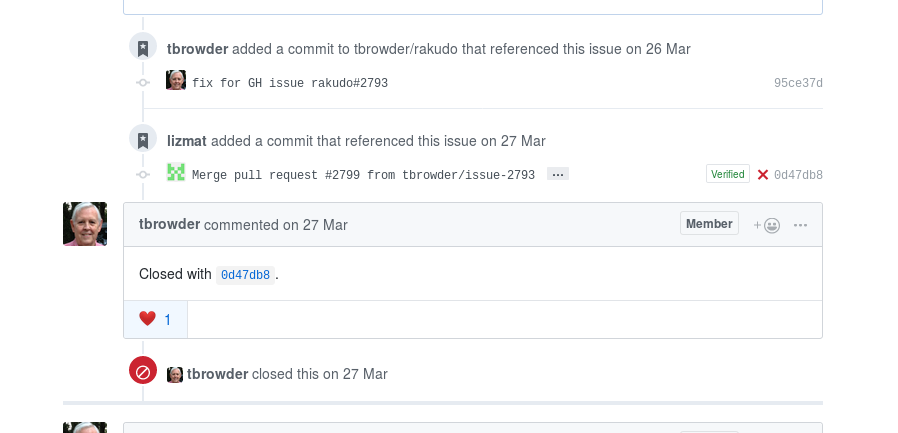 tbrowder added a commit to tbrowder/rakudo that referenced this issue on 26 Mar
fix for GH issue rakudo#2793 95ce37d
lizmat added a commit that referenced this issue on 27 Mar
Merge pull request #2799 from tbrowder/issue-2793 … Verified 0d47db8
tbrowder commented on 27 Mar Member
Closed with 0d47db8.
1
tbrowder closed this on 27 Mar